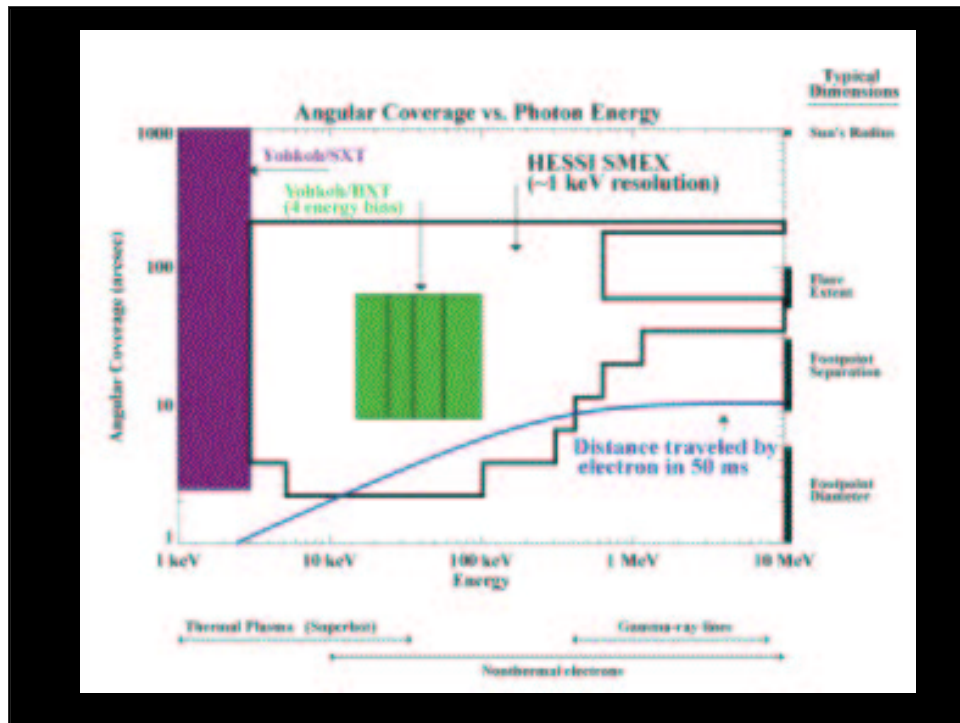 Typical
Dimensions
Angular Coverage vs. Photon Energy
1000
Sun's Radius
Yohkoh/SXT
HESSI SMEX
(~1 keV resolution)
Yohkoh/HXT
(4 energy bins)
Angular Coverage (arcsec)
100
Flare
Extent
Footpoint
Separation
10
Distance traveled by
electron in 50 ms
Footpoint
Diameter
1
1 keV
10 keV
100 keV
1 MeV
10 MeV
Energy
Thermal Plasma (Superhot)
Gamma-ray lines
Nonthermal electrons